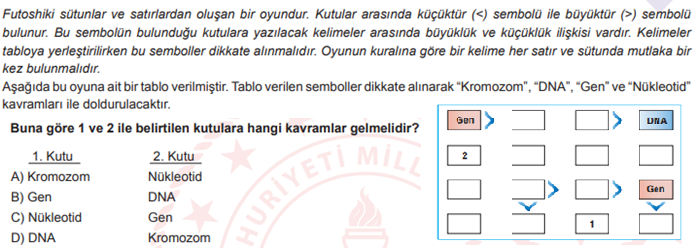 Futoshiki sütunlar ve satırlardan oluşan bir oyundur. Kutular arasında küçüktür (<) sembolü ile büyüktür (>) sembolü
bulunur. Bu sembolün bulunduğu kutulara yazılacak kelimeler arasında büyüklük ve küçüklük ilişkisi vardır. Kelimeler
tabloya yerleştirilirken bu semboller dikkate alınmalıdır. Oyunun kuralına göre bir kelime her satır ve sütunda mutlaka bir
kez bulunmalıdır.
Aşağıda bu oyuna ait bir tablo verilmiştir. Tablo verilen semboller dikkate alınarak “Kromozom”, “DNA”, “Gen” ve “Nükleotid”
kavramları ile doldurulacaktır.
Buna göre 1 ve 2 ile belirtilen kutulara hangi kavramlar gelmelidir?
1. Kutu 2. Kutu
A) Kromozom Nükleotid
B) Gen DNA
C) Nükleotid Gen
D) DNA Kromozom
Gen > > DNA
2
> > Gen
1
HURİYETİ MİLL